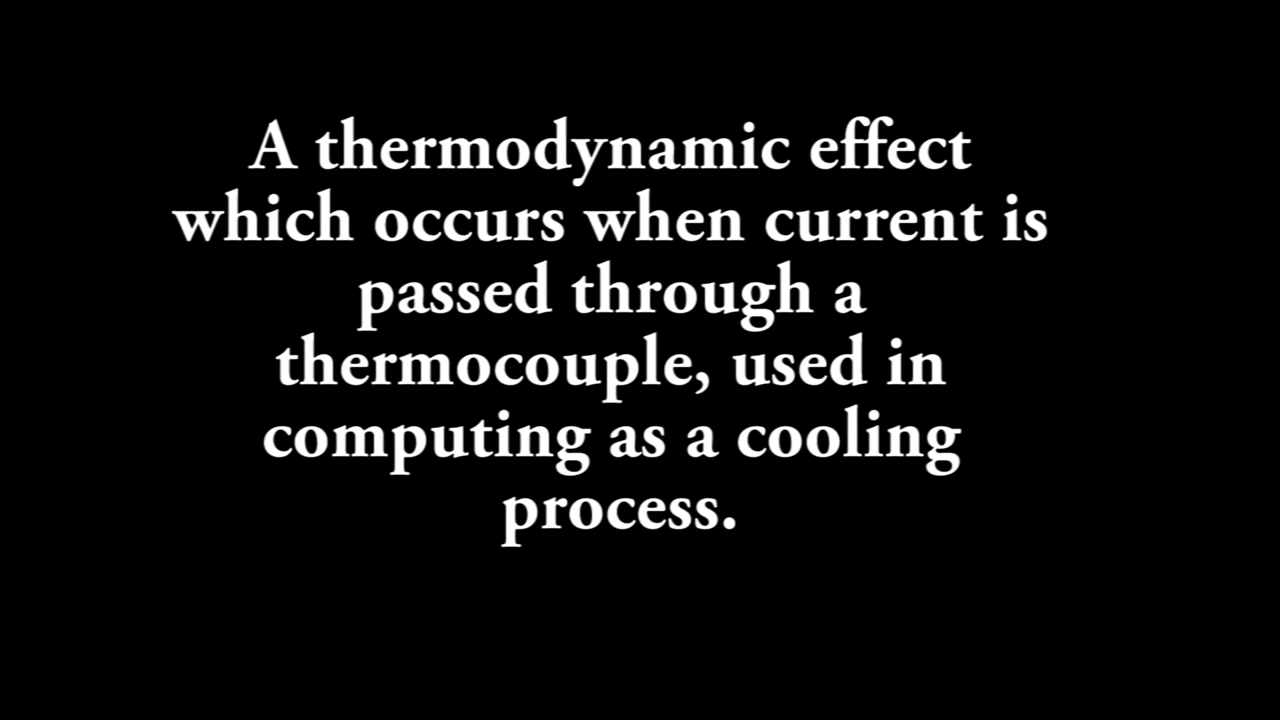 A thermodynamic effect
which occurs when current is
passed through a
thermocouple, used in
computing as a cooling
process.